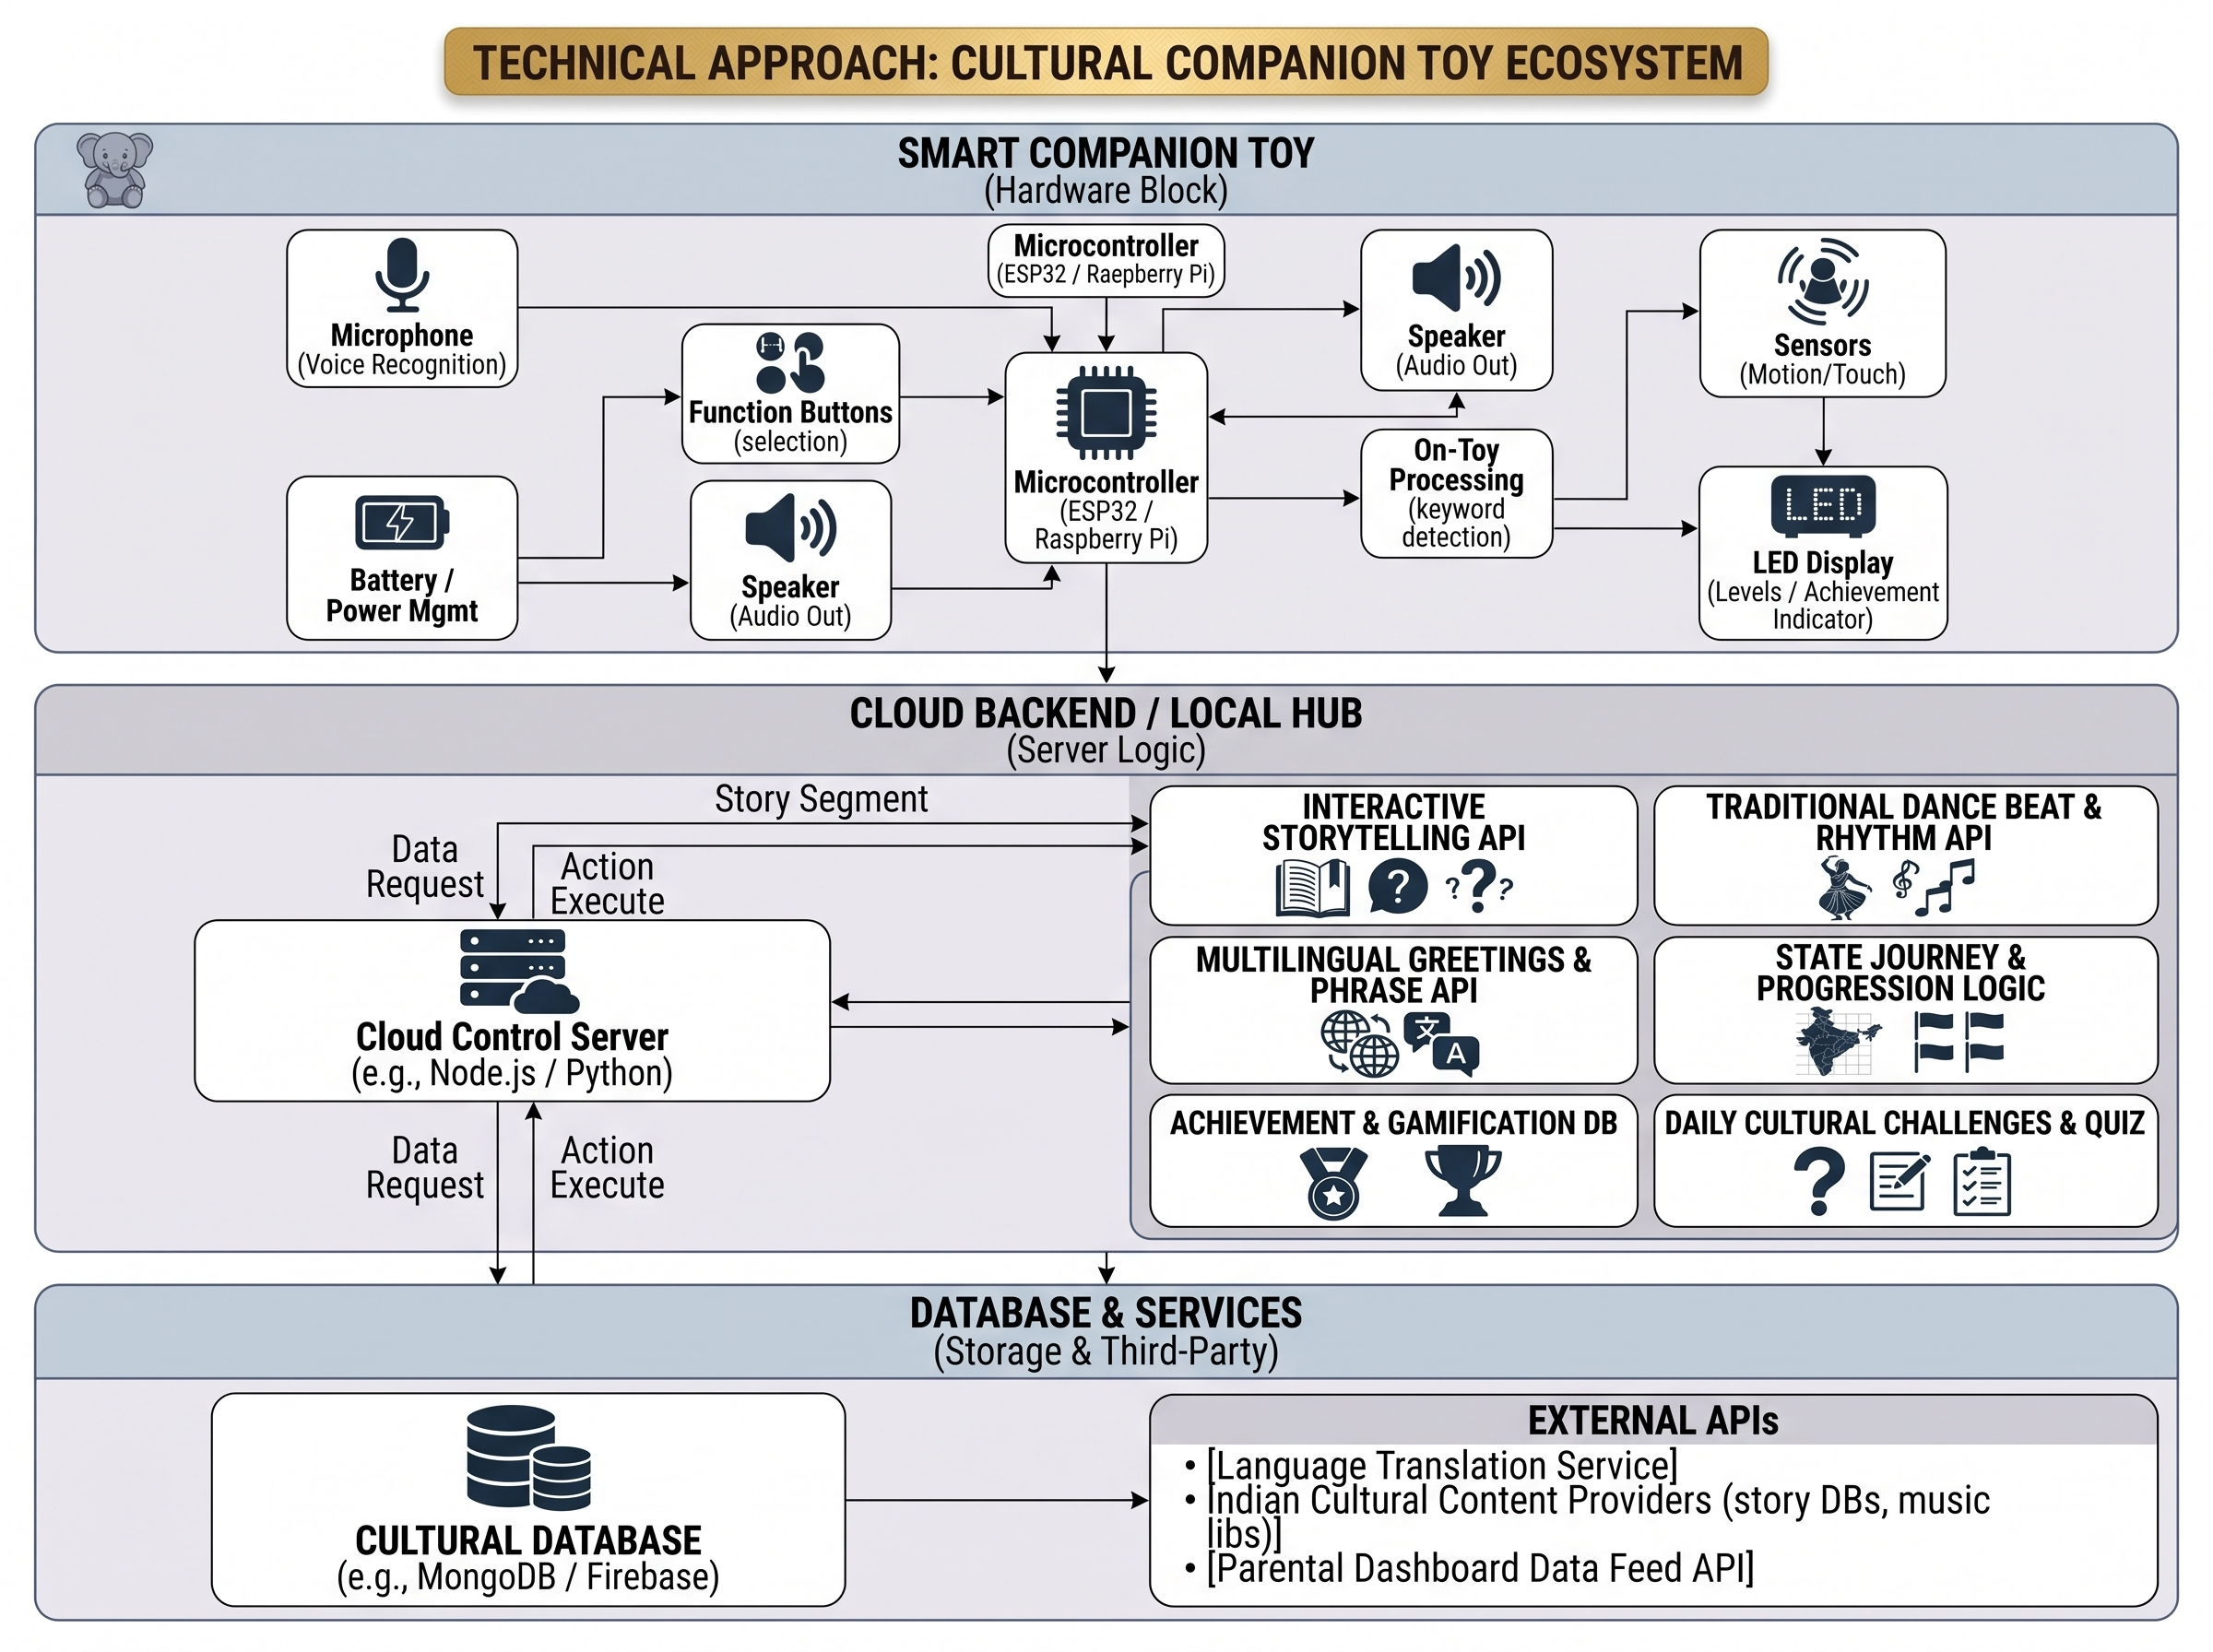 TECHNICAL APPROACH: CULTURAL COMPANION TOY ECOSYSTEM
SMART COMPANION TOY
(Hardware Block)
Microphone
(Voice Recognition)
Microcontroller
(ESP32 / Raepberry Pi)
Speaker
(Audio Out)
Sensors
(Motion/Touch)
Function Buttons
(selection)
Microcontroller
(ESP32 /
Raspberry Pi)
On-Toy
Processing
(keyword
detection)
Battery /
Power Mgmt
Speaker
(Audio Out)
LED
LED Display
(Levels / Achievement
Indicator)
CLOUD BACKEND / LOCAL HUB
(Server Logic)
Story Segment
Data
Request
Action
Execute
Cloud Control Server
(e.g., Node.js / Python)
Data
Request
Action
Execute
INTERACTIVE
STORYTELLING API
? ? ? ?
TRADITIONAL DANCE BEAT &
RHYTHM API
MULTILINGUAL GREETINGS &
PHRASE API
文 A
STATE JOURNEY &
PROGRESSION LOGIC
ACHIEVEMENT & GAMIFICATION DB
DAILY CULTURAL CHALLENGES & QUIZ
?
DATABASE & SERVICES
(Storage & Third-Party)
CULTURAL DATABASE
(e.g., MongoDB / Firebase)
EXTERNAL APIs
• [Language Translation Service]
• Indian Cultural Content Providers (story DBs, music
libs)]
• [Parental Dashboard Data Feed API]